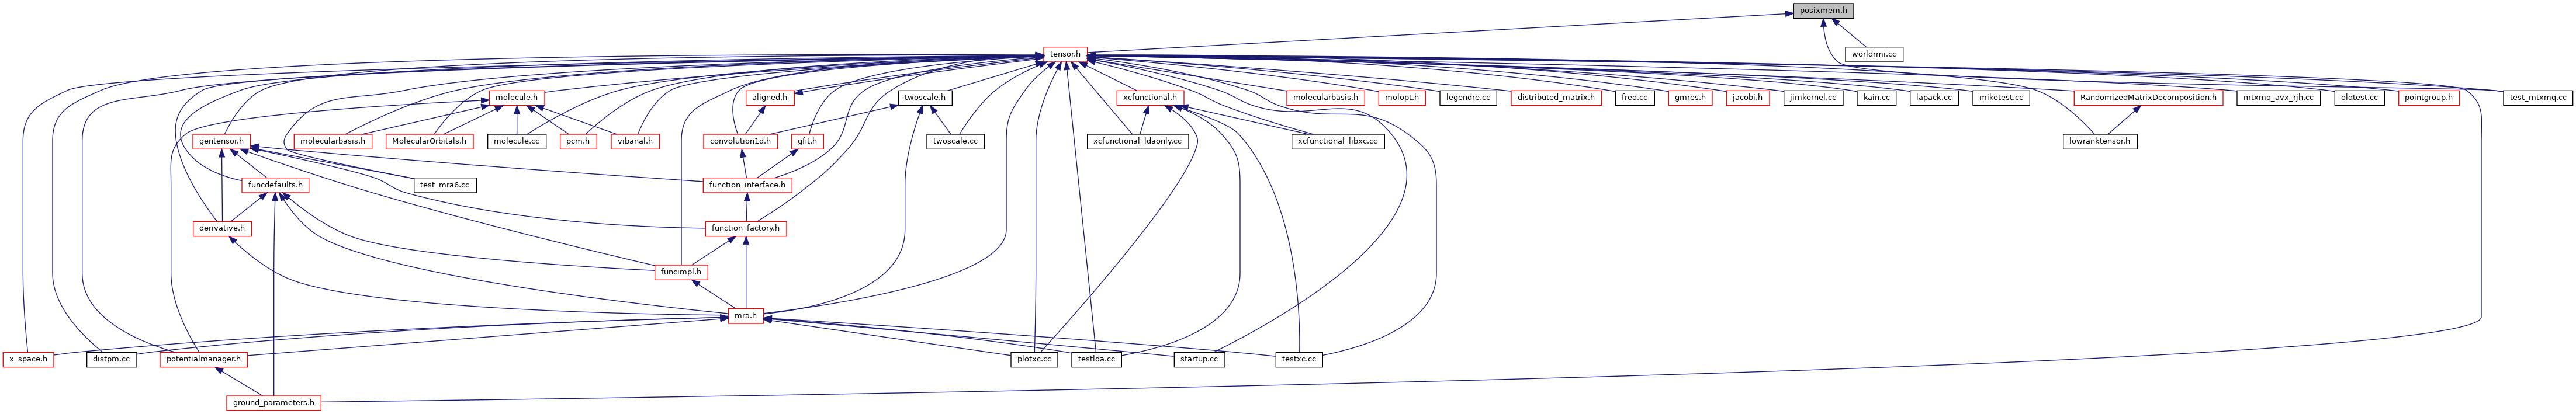 posixmem.h
tensor.h
worldrmi.cc
molecule.h
aligned.h
twoscale.h
xcfunctional.h
molecularbasis.h
molopt.h
legendre.cc
distributed_matrix.h
fred.cc
gmres.h
jacobi.h
jimkernel.cc
kain.cc
lapack.cc
miketest.cc
RandomizedMatrixDecomposition.h
mtxmq_avx_rjh.cc
oldtest.cc
pointgroup.h
test_mtxmq.cc
gentensor.h
molecularbasis.h
MolecularOrbitals.h
molecule.cc
pcm.h
vibanal.h
convolution1d.h
gfit.h
twoscale.cc
xcfunctional_ldaonly.cc
xcfunctional_libxc.cc
lowranktensor.h
funcdefaults.h
test_mra6.cc
function_interface.h
derivative.h
function_factory.h
funcimpl.h
mra.h
x_space.h
distpm.cc
potentialmanager.h
plotxc.cc
testlda.cc
startup.cc
testxc.cc
ground_parameters.h